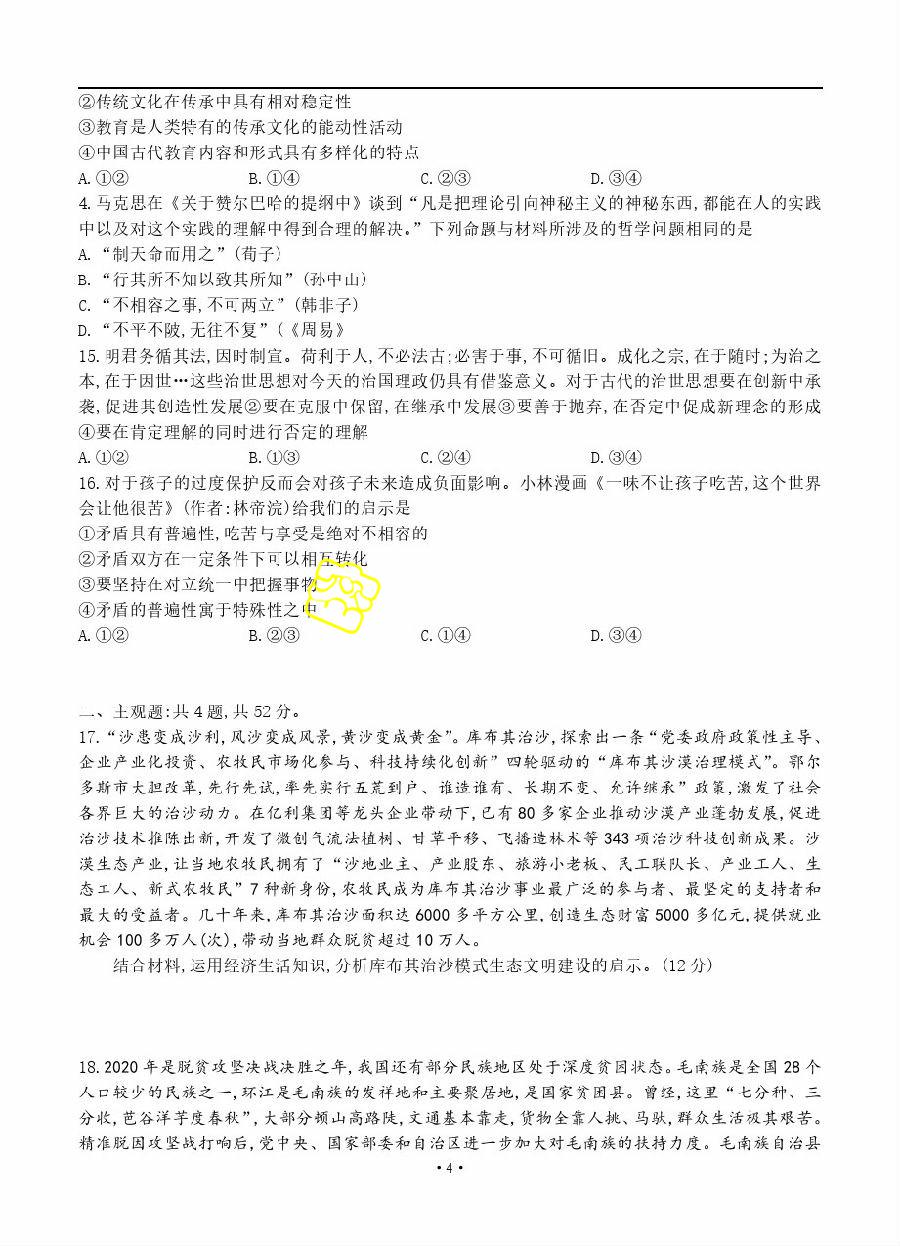 ②传统文化在传承中具有相对稳定性
③教育是人类特有的传承文化的能动性活动
④中国古代教育内容和形式具有多样化的特点
A.①② B.①④ C.②③ D.③④
4.马克思在《关于赞尔巴哈的提纲中》谈到“凡是把理论引向神秘主义的神秘东西,都能在人的实践
中以及对这个实践的理解中得到合理的解决。”下列命题与材料所涉及的哲学问题相同的是
A.“制天命而用之”(荀子)
B.“行其所不知以致其所知”(孙中山)
C.“不相容之事,不可两立”(韩非子)
D.“不平不陂,无往不复”(《周易》
15.明君务循其法,因时制宜。荷利于人,不必法古;必害于事,不可循旧。成化之宗,在于随时;为治之
本,在于因世…这些治世思想对今天的治国理政仍具有借鉴意义。对于古代的治世思想要在创新中承
袭,促进其创造性发展②要在克服中保留,在继承中发展③要善于抛弃,在否定中促成新理念的形成
④要在肯定理解的同时进行否定的理解
A.①② B.①③ C.②④ D.③④
16.对于孩子的过度保护反而会对孩子未来造成负面影响。小林漫画《一味不让孩子吃苦,这个世界
会让他很苦》(作者:林帝浣)给我们的启示是
①矛盾具有普遍性,吃苦与享受是绝对不相容的
②矛盾双方在一定条件下可以相互转化
③要坚持在对立统一中把握事物
④矛盾的普遍性寓于特殊性之中
A.①② B.②③ C.①④ D.③④
二、主观题:共4题,共52分。
17.“沙患变成沙利,风沙变成风景,黄沙变成黄金”。库布其治沙,探索出一条“党委政府政策性主导、
企业产业化投资、农牧民市场化参与、科技持续化创新”四轮驱动的“库布其沙漠治理模式”。鄂尔
多斯市大胆改革,先行先试,率先实行五荒到户、谁造谁有、长期不变、允许继承”政策,激发了社会
各界巨大的治沙动力。在亿利集团等龙头企业带动下,已有80多家企业推动沙漠产业蓬勃发展,促进
治沙技术推陈出新,开发了微创气流法植树、甘草平移、飞播造林术等343项治沙科技创新成果。沙
漠生态产业,让当地农牧民拥有了“沙地业主、产业股东、旅游小老板、民工联队长、产业工人、生
态工人、新式农牧民”7种新身份,农牧民成为库布其治沙事业最广泛的参与者、最坚定的支持者和
最大的受益者。几十年来,库布其治沙面积达6000多平方公里,创造生态财富5000多亿元,提供就业
机会100多万人(次),带动当地群众脱贫超过10万人。
结合材料,运用经济生活知识,分析库布其治沙模式生态文明建设的启示。(12分)
18.2020年是脱贫攻坚决战决胜之年,我国还有部分民族地区处于深度贫困状态。毛南族是全国28个
人口较少的民族之一,环江是毛南族的发祥地和主要聚居地,是国家贫困县。曾经,这里“七分种、三
分收,芭谷洋芋度春秋”,大部分倾山高路陡,交通基本靠走,货物全靠人挑、马驮,群众生活极其艰苦。
精准脱困攻坚战打响后,党中央、国家部委和自治区进一步加大对毛南族的扶持力度。毛南族自治县
•4•